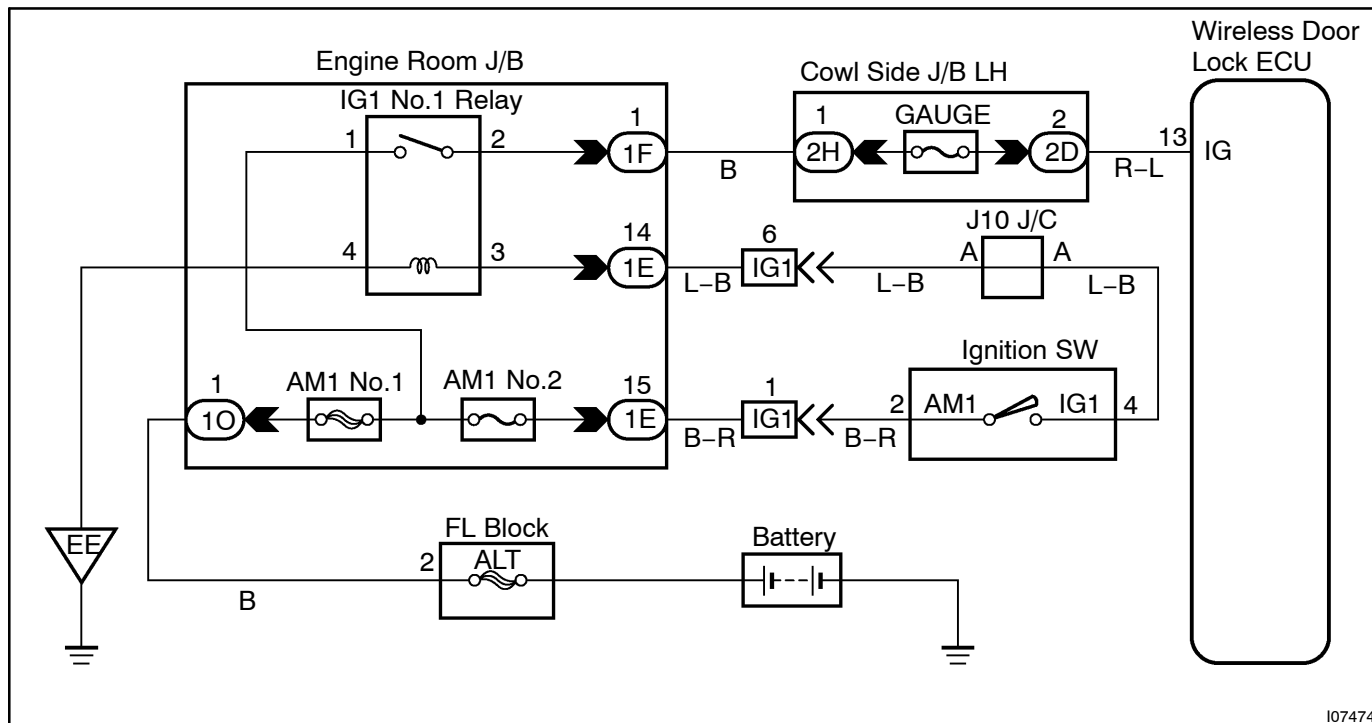 Wireless Door
Lock ECU
Engine Room J/B
Cowl Side J/B LH
IG1 No.1 Relay
GAUGE
1 2
1
1F
B
1
2H
2
2D
R–L
13
IG
4 3
14
1E
L–B
6
IG1
L–B
J10 J/C
A A
L–B
Ignition SW
1
1O
AM1 No.1
AM1 No.2
15
1E
B–R
1
IG1
B–R
2
AM1
IG1
4
EE
FL Block
2
ALT
B
Battery
I07474